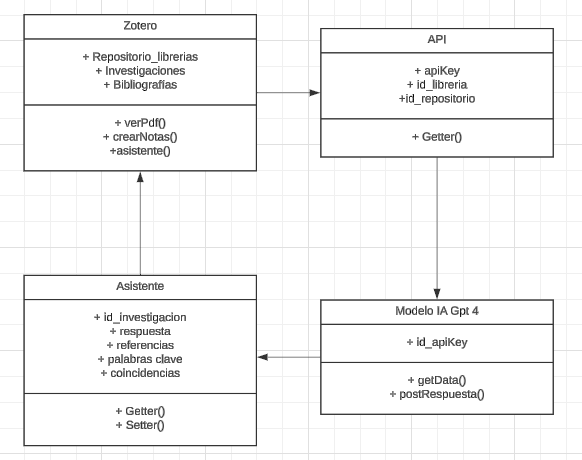 Zotero
+ Repositorio_librerias
+ Investigaciones
+ Bibliografías
+ verPdf()
+ crearNotas()
+asistente()
API
+ apiKey
+ id_libreria
+id_repositorio
+ Getter()
Asistente
+ id_investigacion
+ respuesta
+ referencias
+ palabras clave
+ coincidencias
+ Getter()
+ Setter()
Modelo IA Gpt 4
+ id_apiKey
+ getData()
+ postRespuesta()